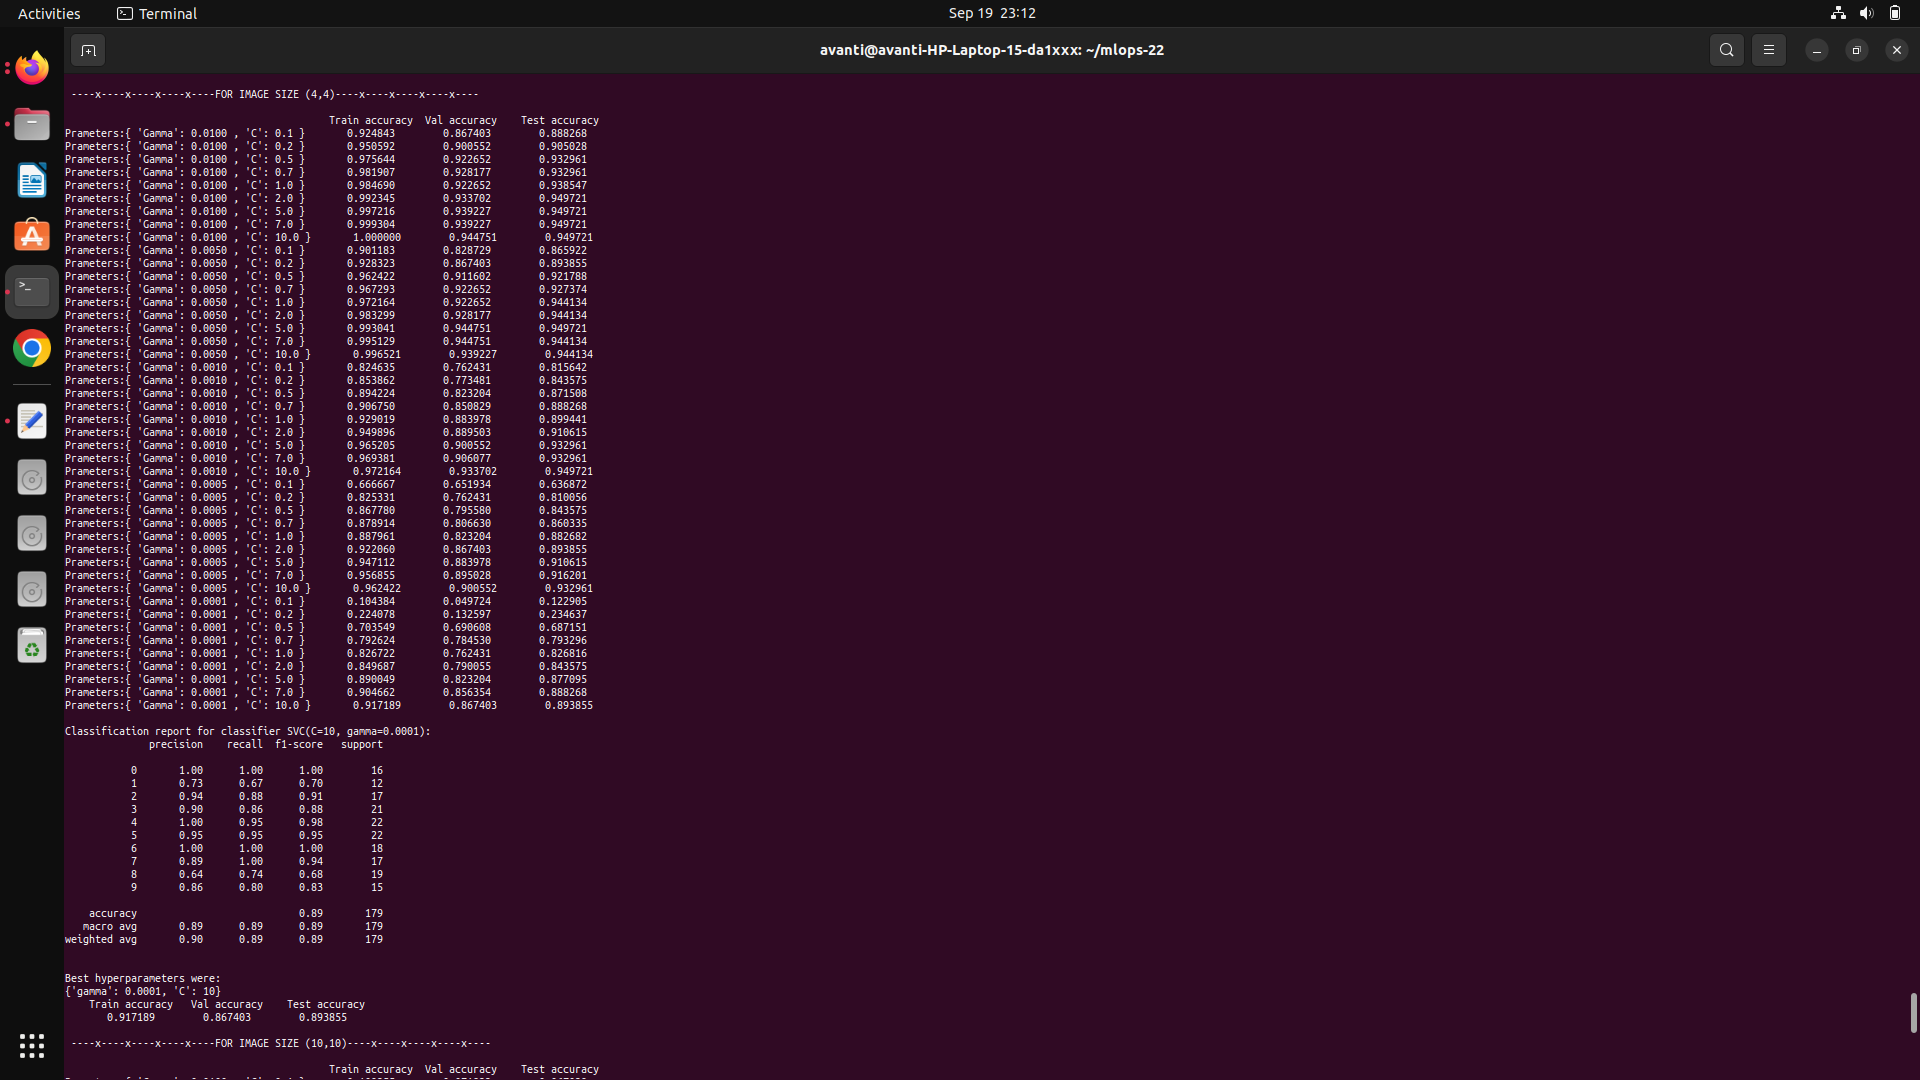 Activities
Terminal
Sep 19 23:12
avanti@avanti-HP-Laptop-15-da1xxx: ~/mlops-22
----x----x----x----x----FOR IMAGE SIZE (4,4)----x----x----x----x----
Train accuracy Val accuracy Test accuracy
Prameters:{ 'Gamma': 0.0100 , 'C': 0.1 } 0.924843 0.867403 0.888268
Prameters:{ 'Gamma': 0.0100 , 'C': 0.2 } 0.950592 0.900552 0.905028
Prameters:{ 'Gamma': 0.0100 , 'C': 0.5 } 0.975644 0.922652 0.932961
Prameters:{ 'Gamma': 0.0100 , 'C': 0.7 } 0.981907 0.928177 0.932961
Prameters:{ 'Gamma': 0.0100 , 'C': 1.0 } 0.984690 0.922652 0.938547
Prameters:{ 'Gamma': 0.0100 , 'C': 2.0 } 0.992345 0.933702 0.949721
Prameters:{ 'Gamma': 0.0100 , 'C': 5.0 } 0.997216 0.939227 0.949721
Prameters:{ 'Gamma': 0.0100 , 'C': 7.0 } 0.999304 0.939227 0.949721
Prameters:{ 'Gamma': 0.0100 , 'C': 10.0 } 1.000000 0.944751 0.949721
Prameters:{ 'Gamma': 0.0050 , 'C': 0.1 } 0.901183 0.828729 0.865922
Prameters:{ 'Gamma': 0.0050 , 'C': 0.2 } 0.928323 0.867403 0.893855
Prameters:{ 'Gamma': 0.0050 , 'C': 0.5 } 0.962422 0.911602 0.921788
Prameters:{ 'Gamma': 0.0050 , 'C': 0.7 } 0.967293 0.922652 0.927374
Prameters:{ 'Gamma': 0.0050 , 'C': 1.0 } 0.972164 0.922652 0.944134
Prameters:{ 'Gamma': 0.0050 , 'C': 2.0 } 0.983299 0.928177 0.944134
Prameters:{ 'Gamma': 0.0050 , 'C': 5.0 } 0.993041 0.944751 0.949721
Prameters:{ 'Gamma': 0.0050 , 'C': 7.0 } 0.995129 0.944751 0.944134
Prameters:{ 'Gamma': 0.0050 , 'C': 10.0 } 0.996521 0.939227 0.944134
Prameters:{ 'Gamma': 0.0010 , 'C': 0.1 } 0.824635 0.762431 0.815642
Prameters:{ 'Gamma': 0.0010 , 'C': 0.2 } 0.853862 0.773481 0.843575
Prameters:{ 'Gamma': 0.0010 , 'C': 0.5 } 0.894224 0.823204 0.871508
Prameters:{ 'Gamma': 0.0010 , 'C': 0.7 } 0.906750 0.850829 0.888268
Prameters:{ 'Gamma': 0.0010 , 'C': 1.0 } 0.929019 0.883978 0.899441
Prameters:{ 'Gamma': 0.0010 , 'C': 2.0 } 0.949896 0.889503 0.910615
Prameters:{ 'Gamma': 0.0010 , 'C': 5.0 } 0.965205 0.900552 0.932961
Prameters:{ 'Gamma': 0.0010 , 'C': 7.0 } 0.969381 0.906077 0.932961
Prameters:{ 'Gamma': 0.0010 , 'C': 10.0 } 0.972164 0.933702 0.949721
Prameters:{ 'Gamma': 0.0005 , 'C': 0.1 } 0.666667 0.651934 0.636872
Prameters:{ 'Gamma': 0.0005 , 'C': 0.2 } 0.825331 0.762431 0.810056
Prameters:{ 'Gamma': 0.0005 , 'C': 0.5 } 0.867780 0.795580 0.843575
Prameters:{ 'Gamma': 0.0005 , 'C': 0.7 } 0.878914 0.806630 0.860335
Prameters:{ 'Gamma': 0.0005 , 'C': 1.0 } 0.887961 0.823204 0.882682
Prameters:{ 'Gamma': 0.0005 , 'C': 2.0 } 0.922060 0.867403 0.893855
Prameters:{ 'Gamma': 0.0005 , 'C': 5.0 } 0.947112 0.883978 0.910615
Prameters:{ 'Gamma': 0.0005 , 'C': 7.0 } 0.956855 0.895028 0.916201
Prameters:{ 'Gamma': 0.0005 , 'C': 10.0 } 0.962422 0.900552 0.932961
Prameters:{ 'Gamma': 0.0001 , 'C': 0.1 } 0.104384 0.049724 0.122905
Prameters:{ 'Gamma': 0.0001 , 'C': 0.2 } 0.224078 0.132597 0.234637
Prameters:{ 'Gamma': 0.0001 , 'C': 0.5 } 0.703549 0.690608 0.687151
Prameters:{ 'Gamma': 0.0001 , 'C': 0.7 } 0.792624 0.784530 0.793296
Prameters:{ 'Gamma': 0.0001 , 'C': 1.0 } 0.826722 0.762431 0.826816
Prameters:{ 'Gamma': 0.0001 , 'C': 2.0 } 0.849687 0.790055 0.843575
Prameters:{ 'Gamma': 0.0001 , 'C': 5.0 } 0.890049 0.823204 0.877095
Prameters:{ 'Gamma': 0.0001 , 'C': 7.0 } 0.904662 0.856354 0.888268
Prameters:{ 'Gamma': 0.0001 , 'C': 10.0 } 0.917189 0.867403 0.893855
Classification report for classifier SVC(C=10, gamma=0.0001):
precision recall f1-score support
0 1.00 1.00 1.00 16
1 0.73 0.67 0.70 12
2 0.94 0.88 0.91 17
3 0.90 0.86 0.88 21
4 1.00 0.95 0.98 22
5 0.95 0.95 0.95 22
6 1.00 1.00 1.00 18
7 0.89 1.00 0.94 17
8 0.64 0.74 0.68 19
9 0.86 0.80 0.83 15
accuracy 0.89 179
macro avg 0.89 0.89 0.89 179
weighted avg 0.90 0.89 0.89 179
Best hyperparameters were:
{'gamma': 0.0001, 'C': 10}
Train accuracy Val accuracy Test accuracy
0.917189 0.867403 0.893855
----x----x----x----x----FOR IMAGE SIZE (10,10)----x----x----x----x----
Train accuracy Val accuracy Test accuracy